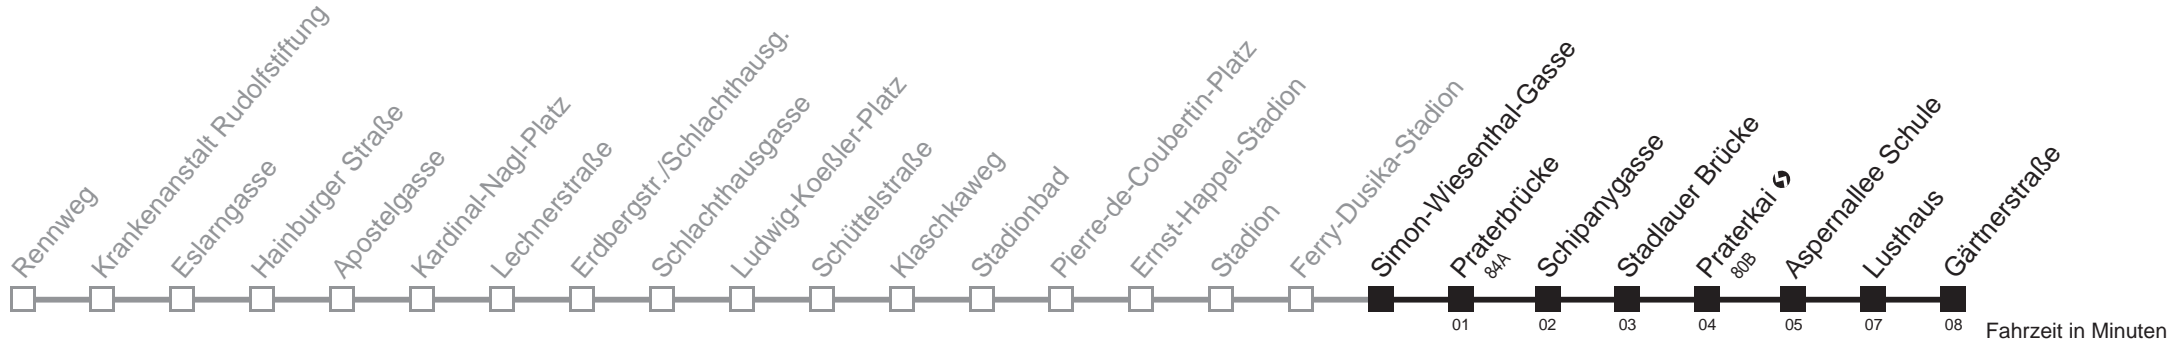 Rennweg
Krankenanstalt Rudolfstiftung
Eslarngasse
Hainburger Straße
Apostelgasse
Kardinal-Nagl-Platz
Lechnerstraße
Erdbergstr./Schlachthausg.
Schlachthausgasse
Ludwig-Koeßler-Platz
Schüttelstraße
Klaschkaweg
Stadionbad
Pierre-de-Coubertin-Platz
Ernst-Happel-Stadion
Stadion
Ferry-Dusika-Stadion
Simon-Wiesenthal-Gasse
Praterbrücke
84A
Schipanygasse
Stadlauer Brücke
Praterkai
80B
Aspernallee Schule
Lusthaus
Gärtnerstraße
01 02 03 04 05 07 08
Fahrzeit in Minuten